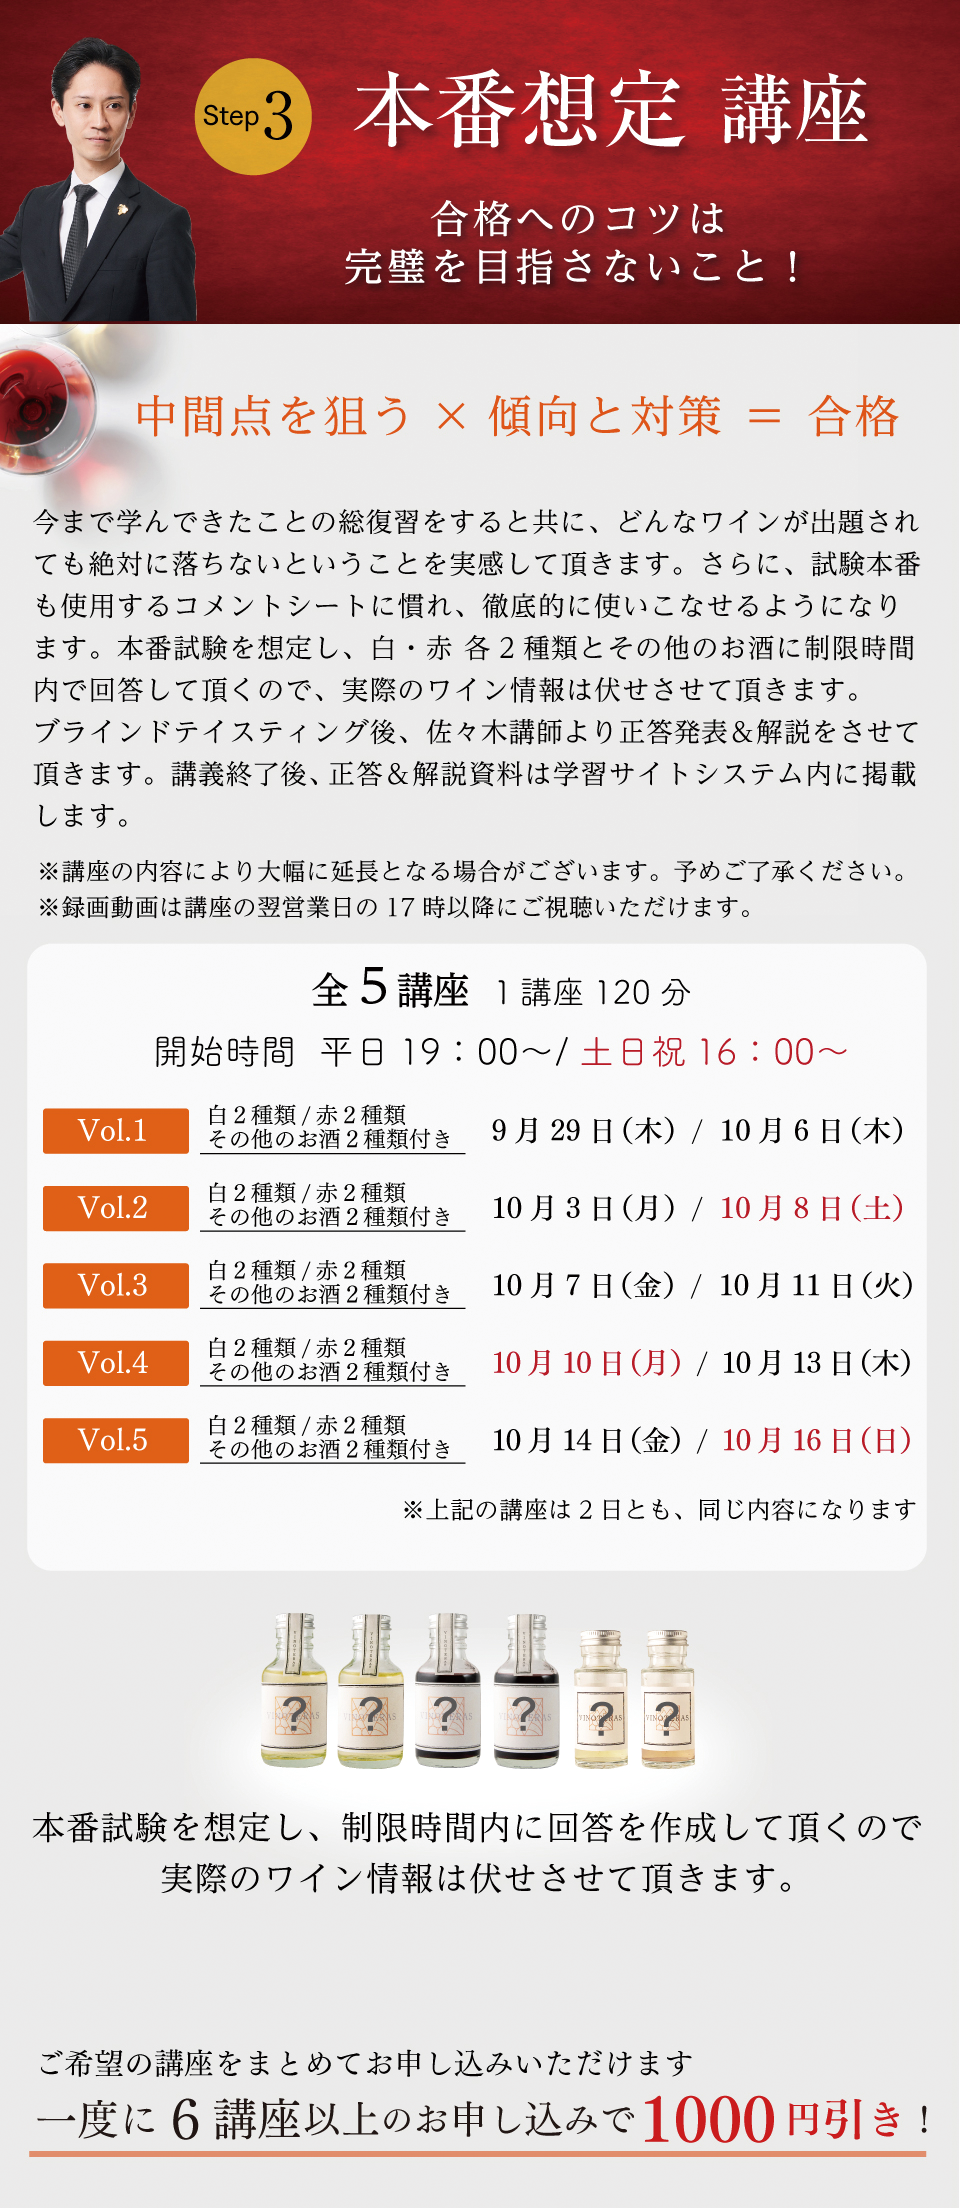 Step3
本番想定 講座
合格へのコツは
完璧を目指さないこと！
中間点を狙う × 傾向と対策 ＝ 合格
今まで学んできたことの総復習をすると共に、どんなワインが出題され
ても絶対に落ちないということを実感して頂きます。さらに、試験本番
も使用するコメントシートに慣れ、徹底的に使いこなせるようになり
ます。本番試験を想定し、白・赤 各２種類とその他のお酒に制限時間
内で回答して頂くので、実際のワイン情報は伏せさせて頂きます。
ブラインドテイスティング後、佐々木講師より正答発表＆解説をさせて
頂きます。講義終了後、正答＆解説資料は学習サイトシステム内に掲載
します。
※講座の内容により大幅に延長となる場合がございます。予めご了承ください。
※録画動画は講座の翌営業日の 17 時以降にご視聴いただけます。
全 5 講座 1 講座 120 分
開始時間 平日 19：00〜/ 土日祝 16：00〜
Vol.1
白２種類 / 赤２種類
その他のお酒２種類付き
9 月 29 日（木） / 10 月 6 日（木）
Vol.2
白２種類 / 赤２種類
その他のお酒２種類付き
10 月 3 日（月） / 10 月 8 日（土）
Vol.3
白２種類 / 赤２種類
その他のお酒２種類付き
10 月 7 日（金） / 10 月 11 日（火）
Vol.4
白２種類 / 赤２種類
その他のお酒２種類付き
10 月 10 日（月） / 10 月 13 日（木）
Vol.5
白２種類 / 赤２種類
その他のお酒２種類付き
10 月 14 日（金） / 10 月 16 日（日）
※上記の講座は 2 日とも、同じ内容になります
? ? ? ? ? ?
本番試験を想定し、制限時間内に回答を作成して頂くので
実際のワイン情報は伏せさせて頂きます。
ご希望の講座をまとめてお申し込みいただけます
一度に 6 講座以上のお申し込みで1000 円引き！